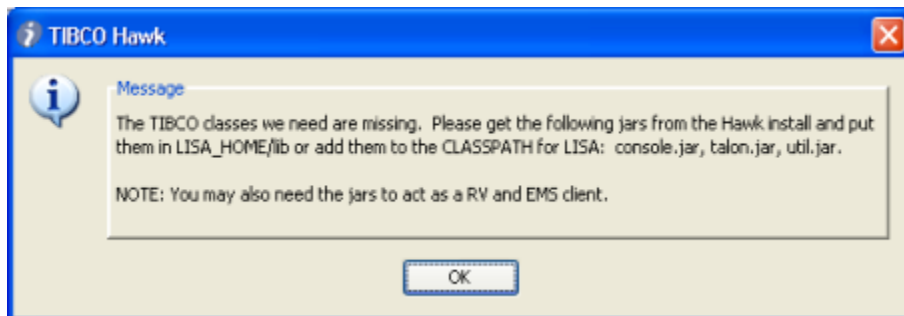 TIBCO Hawk
Message
The TIBCO classes we need are missing. Please get the following jars from the Hawk install and put
them in LISA_HOME/lib or add them to the CLASSPATH for LISA: console.jar, talon.jar, util.jar.
NOTE: You may also need the jars to act as a RV and EMS client.
OK